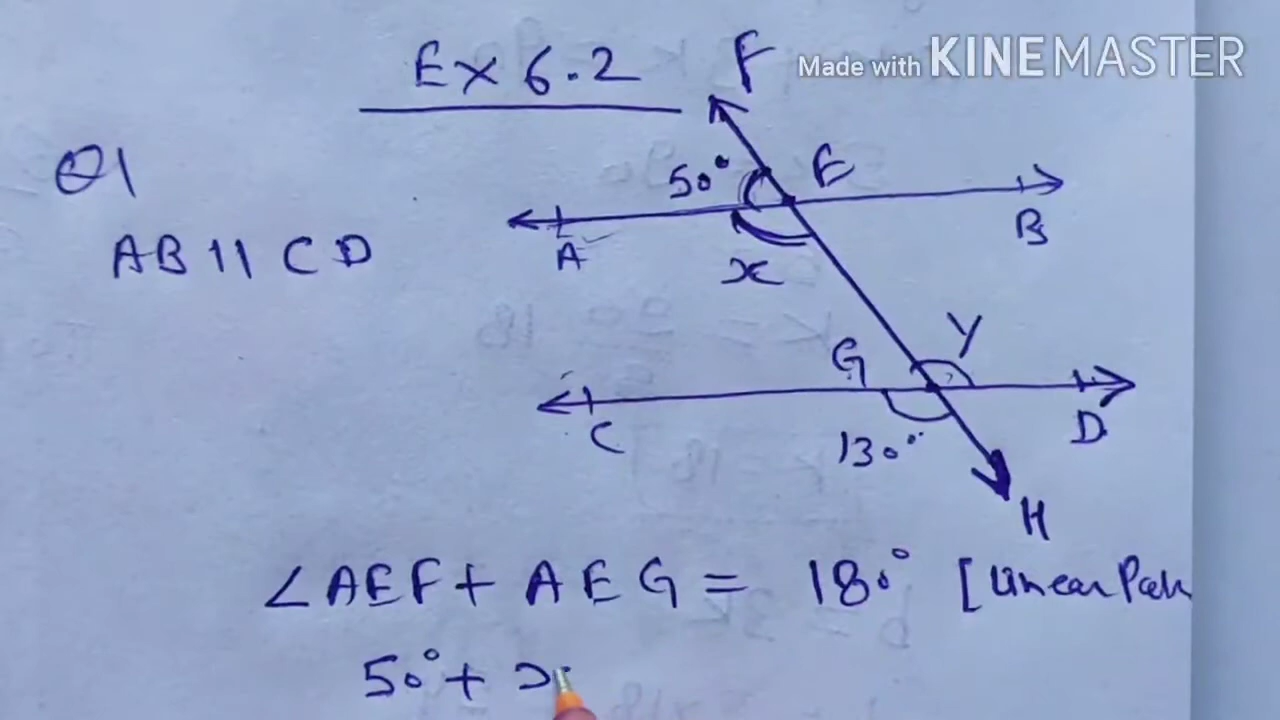 Made with KINEMASTER
Ex 6.2
F
Q1
50°
E
A
B
AB || CD
x
G
Y
C
D
130°
H
∠AEF + AEG = 180° [Linear Pair
50° +